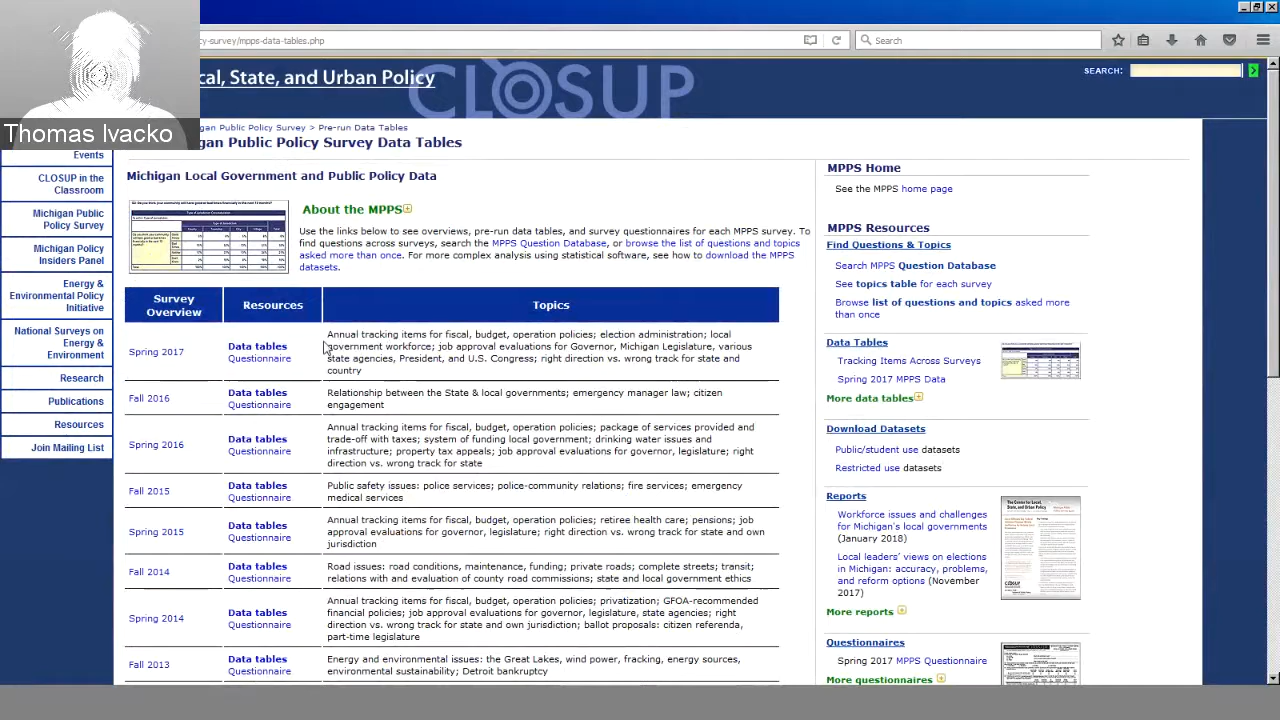 cy-survey/mpps-data-tables.php
Search
cal, State, and Urban Policy
CLOSUP
SEARCH:
Thomas Ivacko
igan Public Policy Survey > Pre-run Data Tables
gan Public Policy Survey Data Tables
Events
CLOSUP in the
Classroom
Michigan Public
Policy Survey
Michigan Policy
Insiders Panel
Energy &
Environmental Policy
Initiative
National Surveys on
Energy &
Environment
Research
Publications
Resources
Join Mailing List
Michigan Local Government and Public Policy Data
About the MPPS
Use the links below to see overviews, pre-run data tables, and survey questionnaires for each MPPS survey. To
find questions across surveys, search the MPPS Question Database, or browse the list of questions and topics
asked more than once. For more complex analysis using statistical software, see how to download the MPPS
datasets.
Survey
Overview
Resources
Topics
Spring 2017
Data tables
Questionnaire
Annual tracking items for fiscal, budget, operation policies; election administration; local
government workforce; job approval evaluations for Governor, Michigan Legislature, various
state agencies, President, and U.S. Congress; right direction vs. wrong track for state and
country
Fall 2016
Data tables
Questionnaire
Relationship between the State & local governments; emergency manager law; citizen
engagement
Spring 2016
Data tables
Questionnaire
Annual tracking items for fiscal, budget, operation policies; package of services provided and
trade-off with taxes; system of funding local government; drinking water issues and
infrastructure; property tax appeals; job approval evaluations for governor, legislature; right
direction vs. wrong track for state
Fall 2015
Data tables
Questionnaire
Public safety issues: police services; police-community relations; fire services; emergency
medical services
Spring 2015
Data tables
Questionnaire
Annual tracking items for fiscal, budget, operation policies; retiree health care; pensions; job
approval evaluations for governor, legislature; right direction vs. wrong track for state and own
jurisdiction
Fall 2014
Data tables
Questionnaire
Road issues: road conditions, maintenance, funding; private roads; complete streets; transit;
with and evaluation of county road commissions; state and local government ethics
Spring 2014
Data tables
Questionnaire
Annual tracking items for fiscal, budget, operation policies; privatization; GFOA-recommended
financial policies; job approval evaluations for governor, legislature, state agencies; right
direction vs. wrong track for state and own jurisdiction; ballot proposals: citizen referenda,
part-time legislature
Fall 2013
Data tables
Questionnaire
Energy and environmental issues: the Great Lakes, wind power, fracking, energy sources,
environmental sustainability; Detroit bankruptcy
MPPS Home
See the MPPS home page
MPPS Resources
Find Questions & Topics
Search MPPS Question Database
See topics table for each survey
Browse list of questions and topics asked more
than once
Data Tables
Tracking Items Across Surveys
Spring 2017 MPPS Data
More data tables
Download Datasets
Public/student use datasets
Restricted use datasets
Reports
Workforce issues and challenges
for Michigan's local governments
(January 2018)
Local leaders' views on elections
in Michigan: accuracy, problems,
and reform options (November
2017)
More reports
Questionnaires
Spring 2017 MPPS Questionnaire
More questionnaires